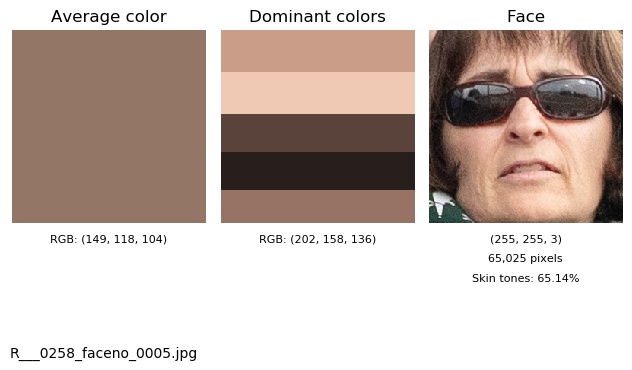 Average color
Dominant colors
Face
RGB: (149, 118, 104)
RGB: (202, 158, 136)
(255, 255, 3)
65,025 pixels
Skin tones: 65.14%
R___0258_faceno_0005.jpg